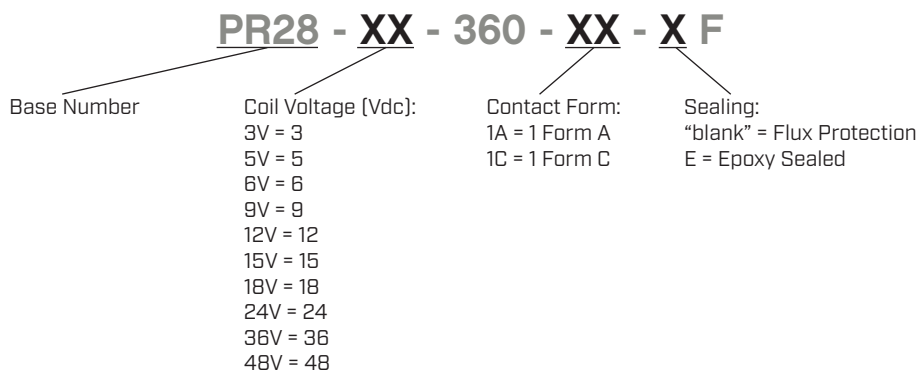 PR28 - XX - 360 - XX - X F
Base Number
Coil Voltage (Vdc):
3V = 3
5V = 5
6V = 6
9V = 9
12V = 12
15V = 15
18V = 18
24V = 24
36V = 36
48V = 48
Contact Form:
1A = 1 Form A
1C = 1 Form C
Sealing:
“blank” = Flux Protection
E = Epoxy Sealed